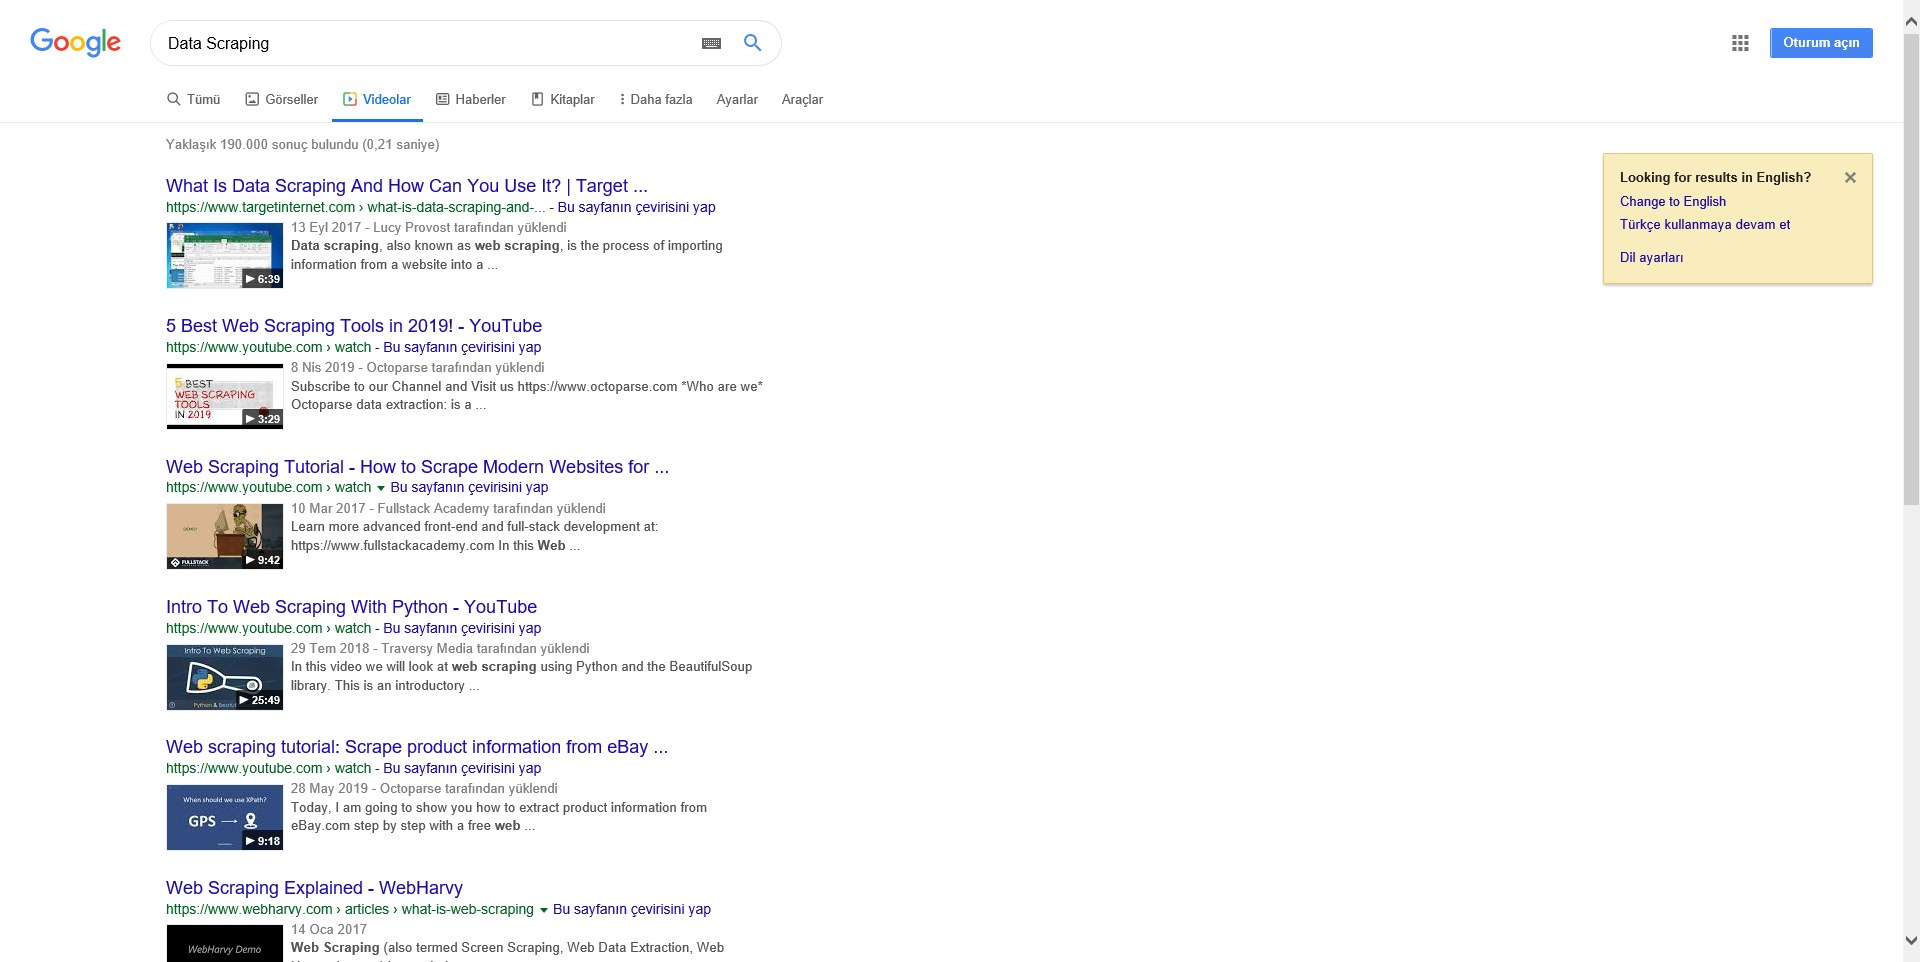 Google
Data Scraping
Oturum açın
Tümü
Görseller
Videolar
Haberler
Kitaplar
Daha fazla
Ayarlar
Araçlar
Yaklaşık 190.000 sonuç bulundu (0,21 saniye)
Looking for results in English?
Change to English
Türkçe kullanmaya devam et
Dil ayarları
What Is Data Scraping And How Can You Use It? | Target ...
https://www.targetinternet.com › what-is-data-scraping-and-... - Bu sayfanın çevirisini yap
13 Eyl 2017 - Lucy Provost tarafından yüklendi
Data scraping, also known as web scraping, is the process of importing
information from a website into a ...
6:39
5 Best Web Scraping Tools in 2019! - YouTube
https://www.youtube.com › watch - Bu sayfanın çevirisini yap
8 Nis 2019 - Octoparse tarafından yüklendi
Subscribe to our Channel and Visit us https://www.octoparse.com *Who are we*
Octoparse data extraction: is a ...
5 BEST
WEB SCRAPING
TOOLS
IN 2019
3:29
Web Scraping Tutorial - How to Scrape Modern Websites for ...
https://www.youtube.com › watch Bu sayfanın çevirisini yap
10 Mar 2017 - Fullstack Academy tarafından yüklendi
Learn more advanced front-end and full-stack development at:
https://www.fullstackacademy.com In this Web ...
FULLSTACK
9:42
Intro To Web Scraping With Python - YouTube
https://www.youtube.com › watch - Bu sayfanın çevirisini yap
29 Tem 2018 - Traversy Media tarafından yüklendi
In this video we will look at web scraping using Python and the BeautifulSoup
library. This is an introductory ...
Intro To Web Scraping
Python &
25:49
Web scraping tutorial: Scrape product information from eBay ...
https://www.youtube.com › watch - Bu sayfanın çevirisini yap
28 May 2019 - Octoparse tarafından yüklendi
Today, I am going to show you how to extract product information from
eBay.com step by step with a free web ...
When should we use XPath?
GPS
9:18
Web Scraping Explained - WebHarvy
https://www.webharvy.com › articles › what-is-web-scraping Bu sayfanın çevirisini yap
14 Oca 2017
Web Scraping (also termed Screen Scraping, Web Data Extraction, Web
WebHarvy Demo